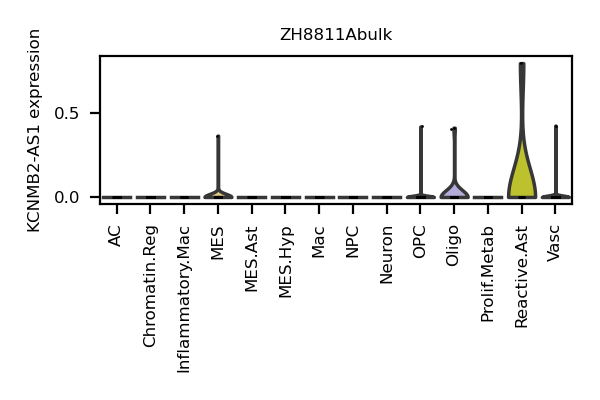 ZH8811Abulk
KCNMB2-AS1 expression
0.5
0.0
AC
Chromatin.Reg
Inflammatory.Mac
MES
MES.Ast
MES.Hyp
Mac
NPC
Neuron
OPC
Oligo
Prolif.Metab
Reactive.Ast
Vasc